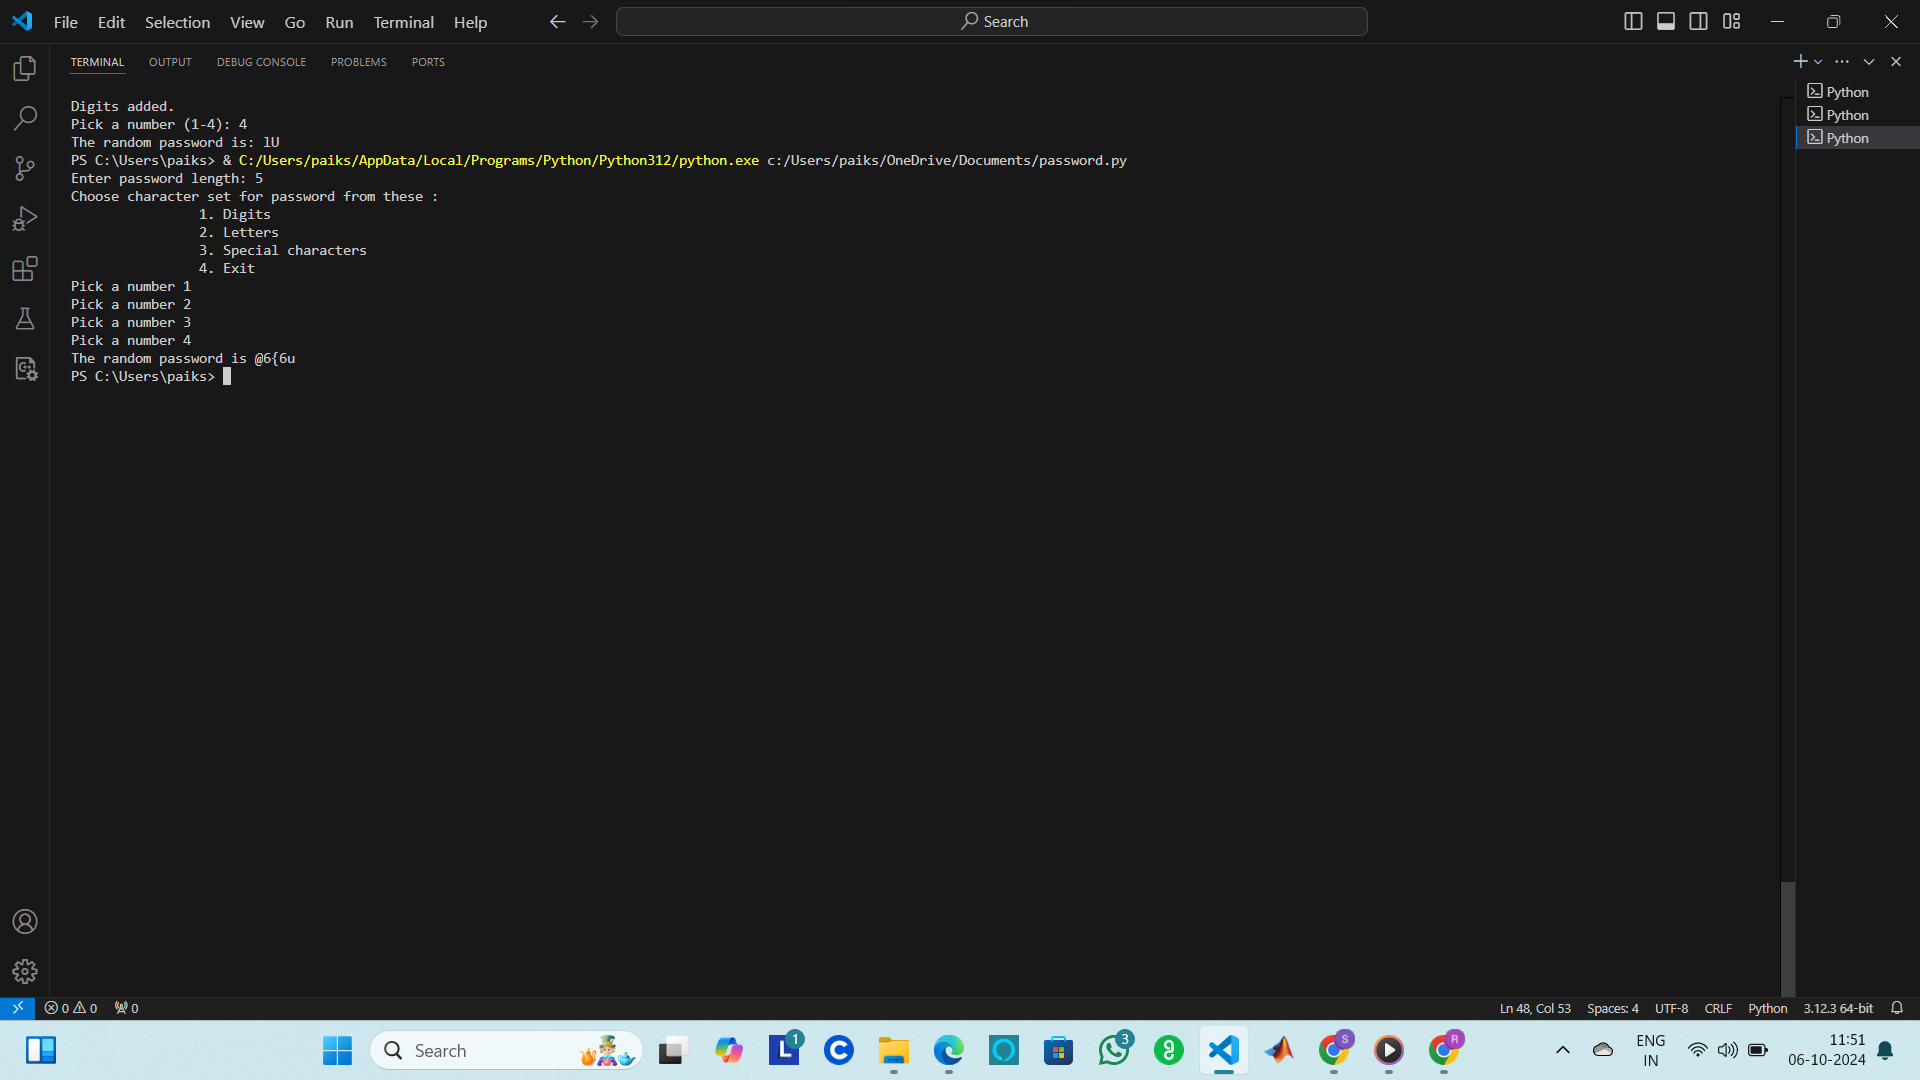 File Edit Selection View Go Run Terminal Help
Search
TERMINAL OUTPUT DEBUG CONSOLE PROBLEMS PORTS
Python
Python
Python
Digits added.
Pick a number (1-4): 4
The random password is: lU
PS C:\Users\paiks> & C:/Users/paiks/AppData/Local/Programs/Python/Python312/python.exe c:/Users/paiks/OneDrive/Documents/password.py
Enter password length: 5
Choose character set for password from these :
1. Digits
2. Letters
3. Special characters
4. Exit
Pick a number 1
Pick a number 2
Pick a number 3
Pick a number 4
The random password is @6{6u
PS C:\Users\paiks>
0 0 0
Ln 48, Col 53 Spaces: 4 UTF-8 CRLF Python 3.12.3 64-bit
Search
L 1
C
3
S
R
ENG
IN
11:51
06-10-2024